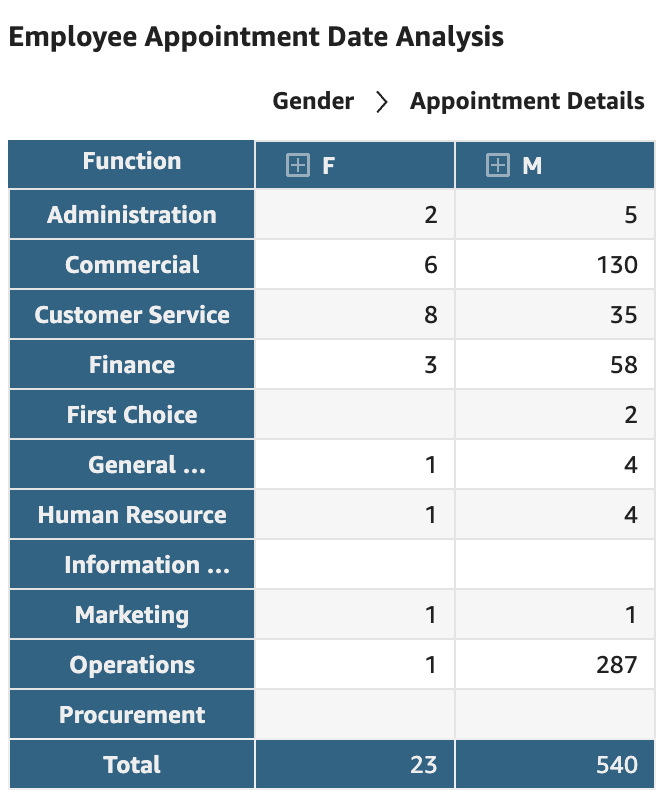 Employee Appointment Date Analysis
Gender > Appointment Details
Function F M
Administration 2 5
Commercial 6 130
Customer Service 8 35
Finance 3 58
First Choice 2
General ... 1 4
Human Resource 1 4
Information ...
Marketing 1 1
Operations 1 287
Procurement
Total 23 540